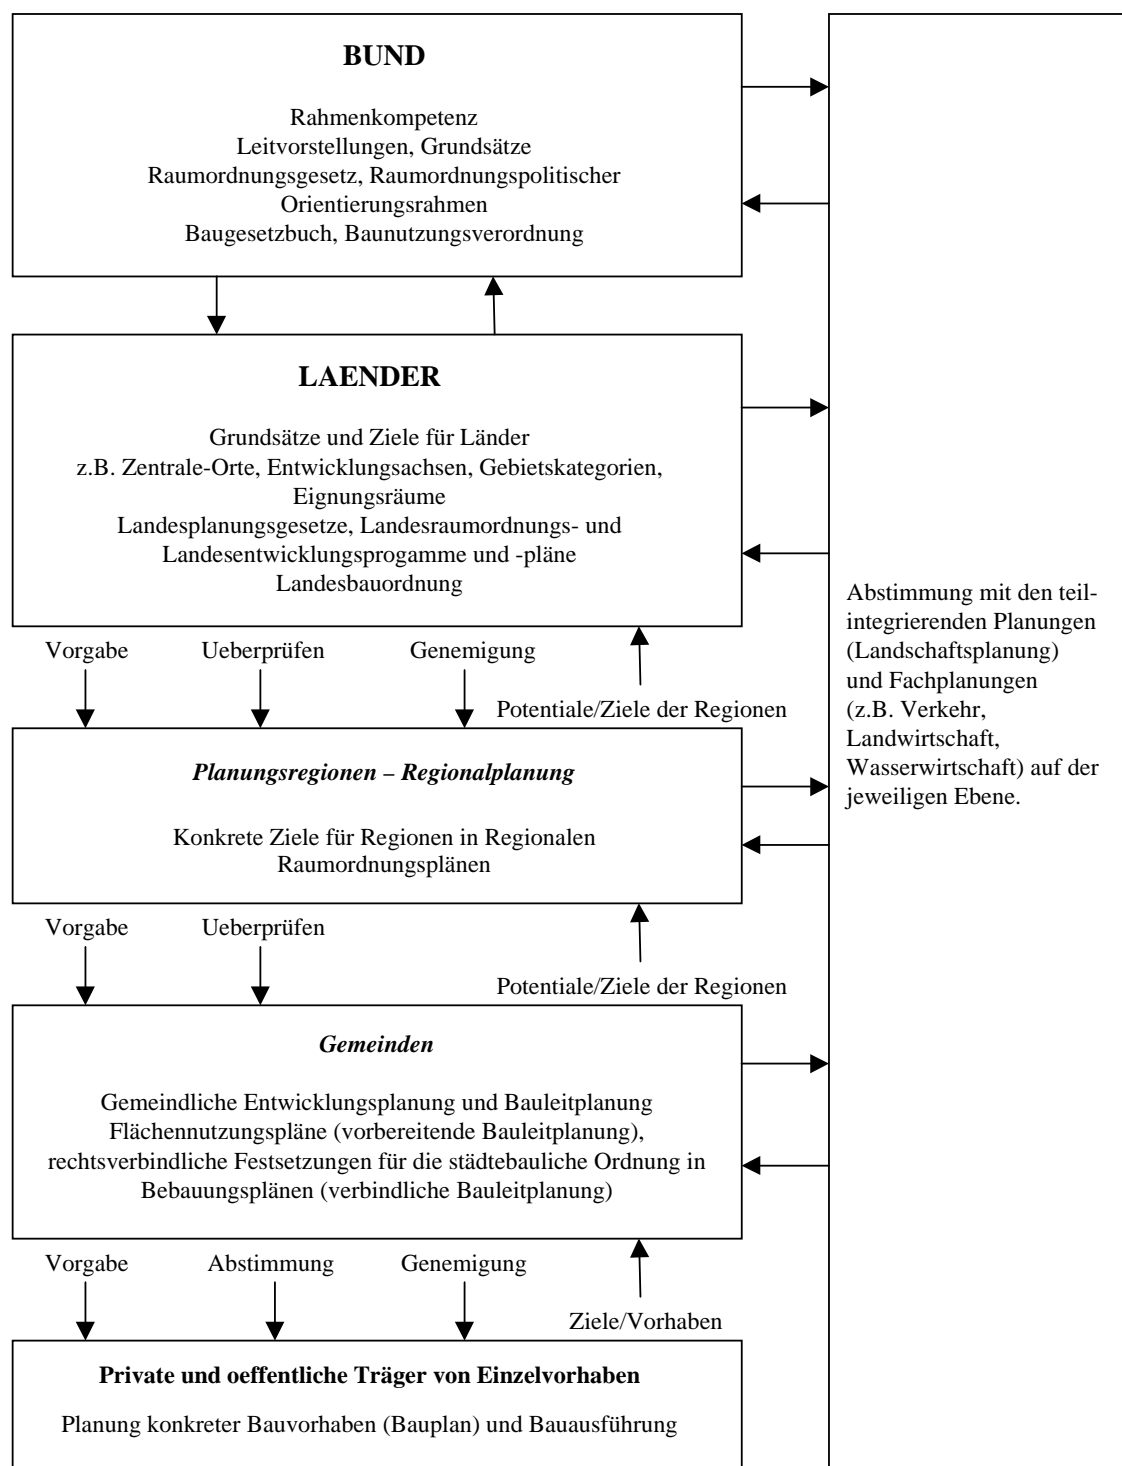 BUND
Rahmenkompetenz
Leitvorstellungen, Grundsätze
Raumordnungsgesetz, Raumordnungspolitischer
Orientierungsrahmen
Baugesetzbuch, Baunutzungsverordnung
LAENDER
Grundsätze und Ziele für Länder
z.B. Zentrale-Orte, Entwicklungsachsen, Gebietskategorien,
Eignungsräume
Landesplanungsgesetze, Landesraumordnungs- und
Landesentwicklungsprogamme und -pläne
Landesbauordnung
Vorgabe Ueberprüfen Genemigung
Potentiale/Ziele der Regionen
Planungsregionen – Regionalplanung
Konkrete Ziele für Regionen in Regionalen
Raumordnungsplänen
Vorgabe Ueberprüfen
Potentiale/Ziele der Regionen
Gemeinden
Gemeindliche Entwicklungsplanung und Bauleitplanung
Flächennutzungspläne (vorbereitende Bauleitplanung),
rechtsverbindliche Festsetzungen für die städtebauliche Ordnung in
Bebauungsplänen (verbindliche Bauleitplanung)
Vorgabe Abstimmung Genemigung
Ziele/Vorhaben
Private und oeffentliche Träger von Einzelvorhaben
Planung konkreter Bauvorhaben (Bauplan) und Bauausführung
Abstimmung mit den teil-
integrierenden Planungen
(Landschaftsplanung)
und Fachplanungen
(z.B. Verkehr,
Landwirtschaft,
Wasserwirtschaft) auf der
jeweiligen Ebene.